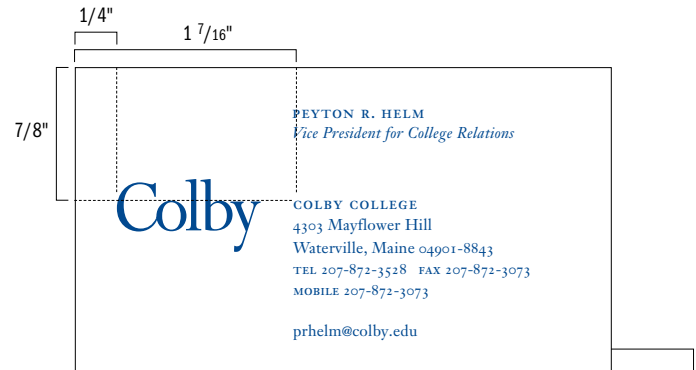 1/4"
1 7/16"
7/8"
PEYTON R. HELM
Vice President for College Relations
Colby
COLBY COLLEGE
4303 Mayflower Hill
Waterville, Maine 04901-8843
TEL 207-872-3528 FAX 207-872-3073
MOBILE 207-872-3073
prhelm@colby.edu